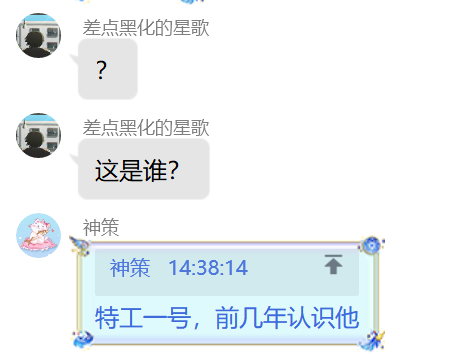 差点黑化的星歌
？
差点黑化的星歌
这是谁？
神策
神策 14:38:14
特工一号，前几年认识他